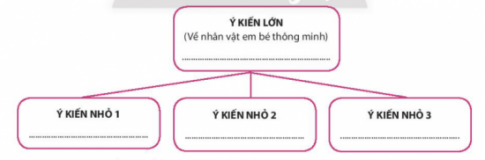 Ý KIẾN LỚN
(Về nhân vật em bé thông minh)
Ý KIẾN NHỎ 1
Ý KIẾN NHỎ 2
Ý KIẾN NHỎ 3